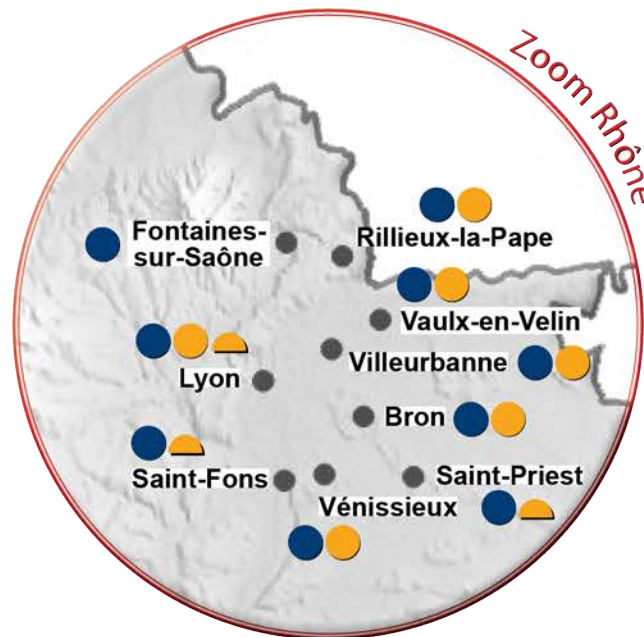 Zoom Rhône
Fontaines-
sur-Saône
Rillieux-la-Pape
Vaulx-en-Velin
Villeurbanne
Lyon
Bron
Saint-Fons
Saint-Priest
Vénissieux